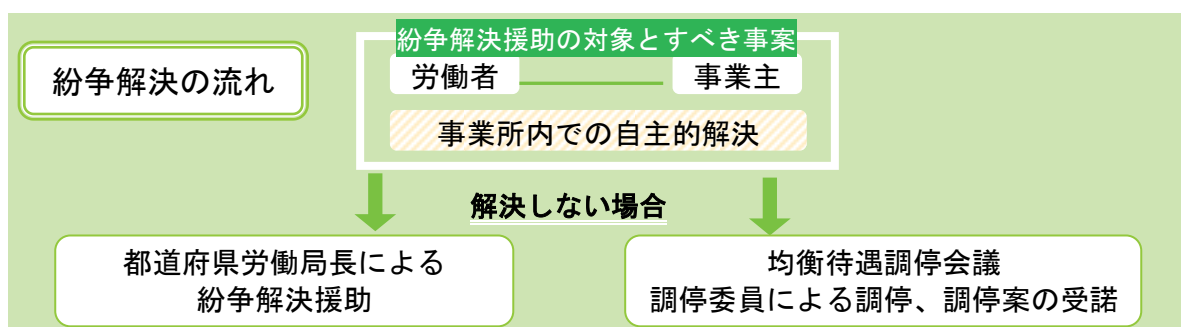 紛争解決の流れ
紛争解決援助の対象とすべき事案
労働者
事業主
事業所内での自主的解決
解決しない場合
都道府県労働局長による
紛争解決援助
均衡待遇調停会議
調停委員による調停、調停案の受諾